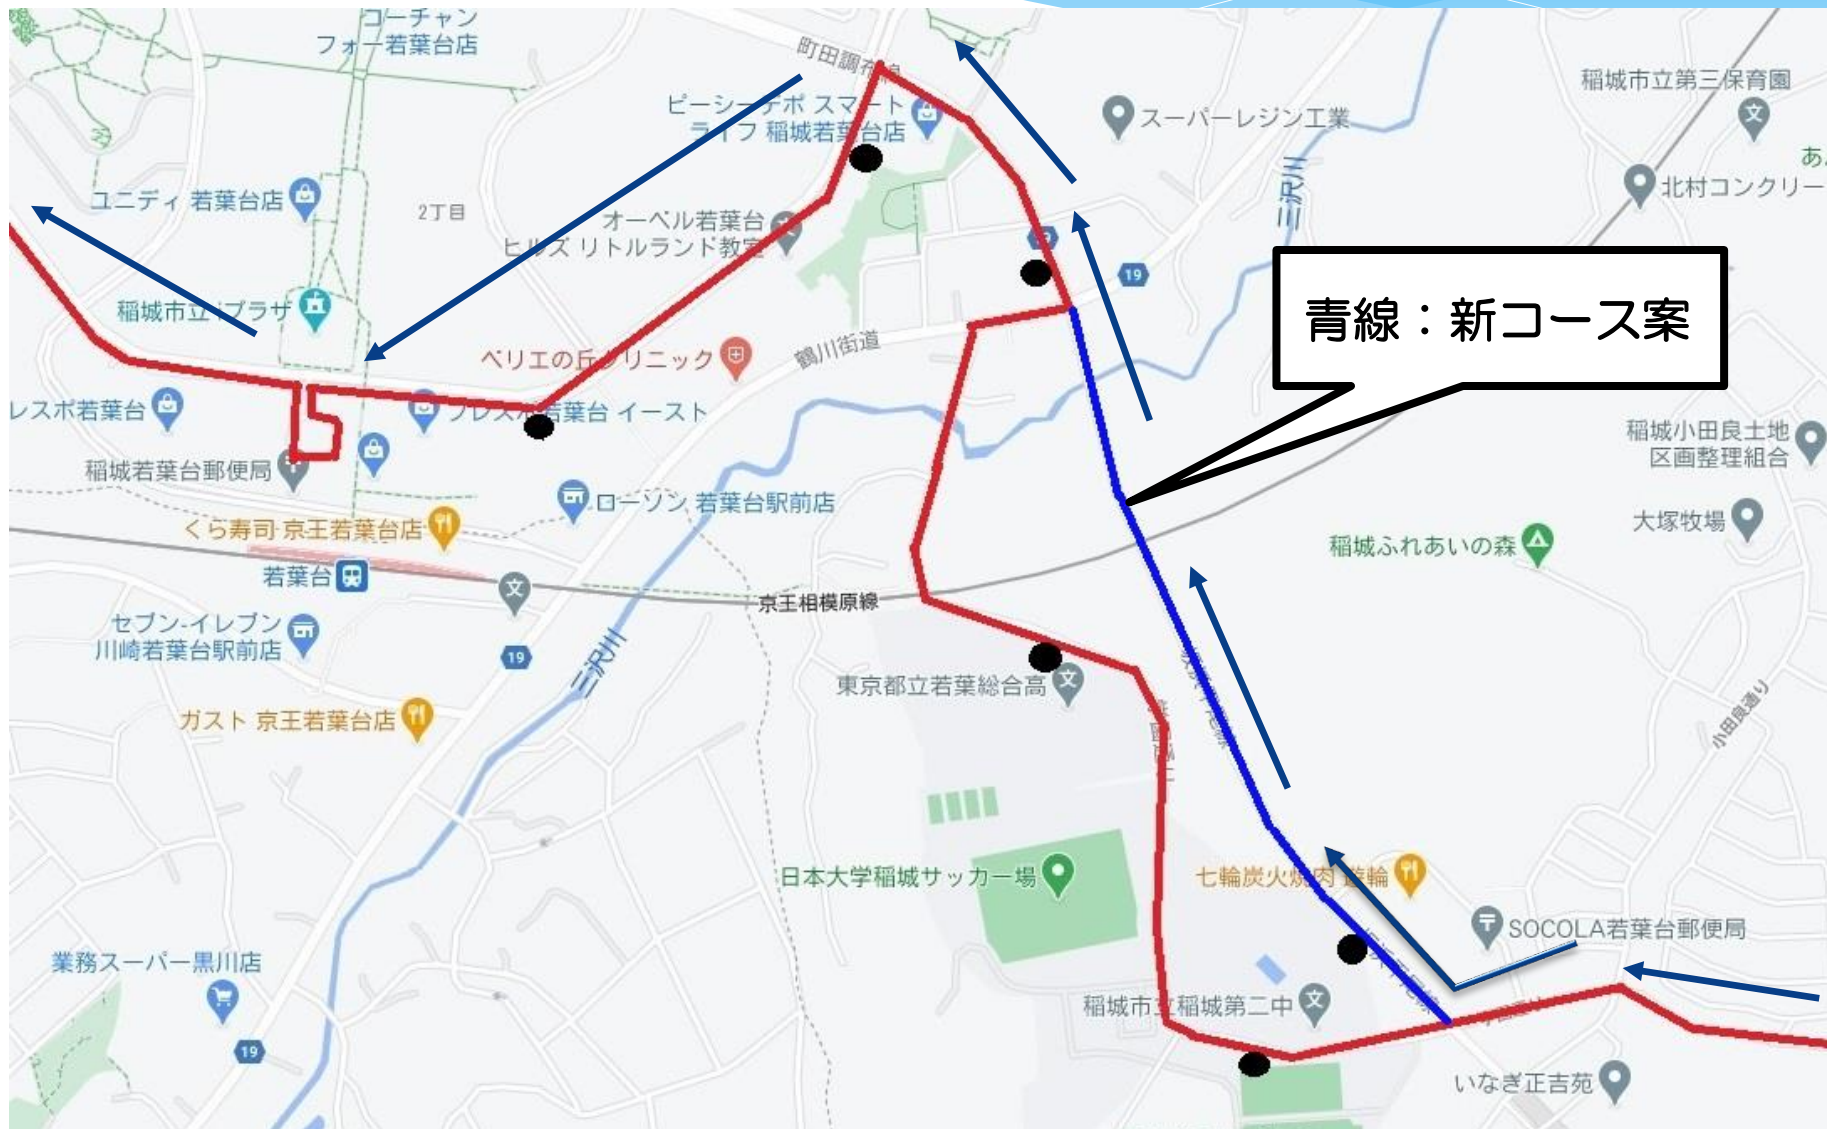 コーチャン
フォー若葉台店
町田調布線
稲城市立第三保育園
ピーシーデポ スマート
ライフ 稲城若葉台店
スーパーレジン工業
三沢川
あ
北村コンクリー
ユニディ 若葉台店
2丁目
オーベル若葉台
ヒルズ リトルランド教室
19
稲城市立iプラザ
青線：新コース案
ベリエの丘クリニック
鶴川街道
レスポ若葉台
フレスポ若葉台 イースト
稲城小田良土地
区画整理組合
稲城若葉台郵便局
ローソン 若葉台駅前店
くら寿司 京王若葉台店
大塚牧場
稲城ふれあいの森
若葉台
京王相模原線
セブン-イレブン
川崎若葉台駅前店
19
三沢川
東京都立若葉総合高
ガスト 京王若葉台店
小田良通り
日本大学稲城サッカー場
七輪炭火焼肉 遊輪
SOCOLA若葉台郵便局
業務スーパー黒川店
稲城市立稲城第二中
19
いなぎ正吉苑